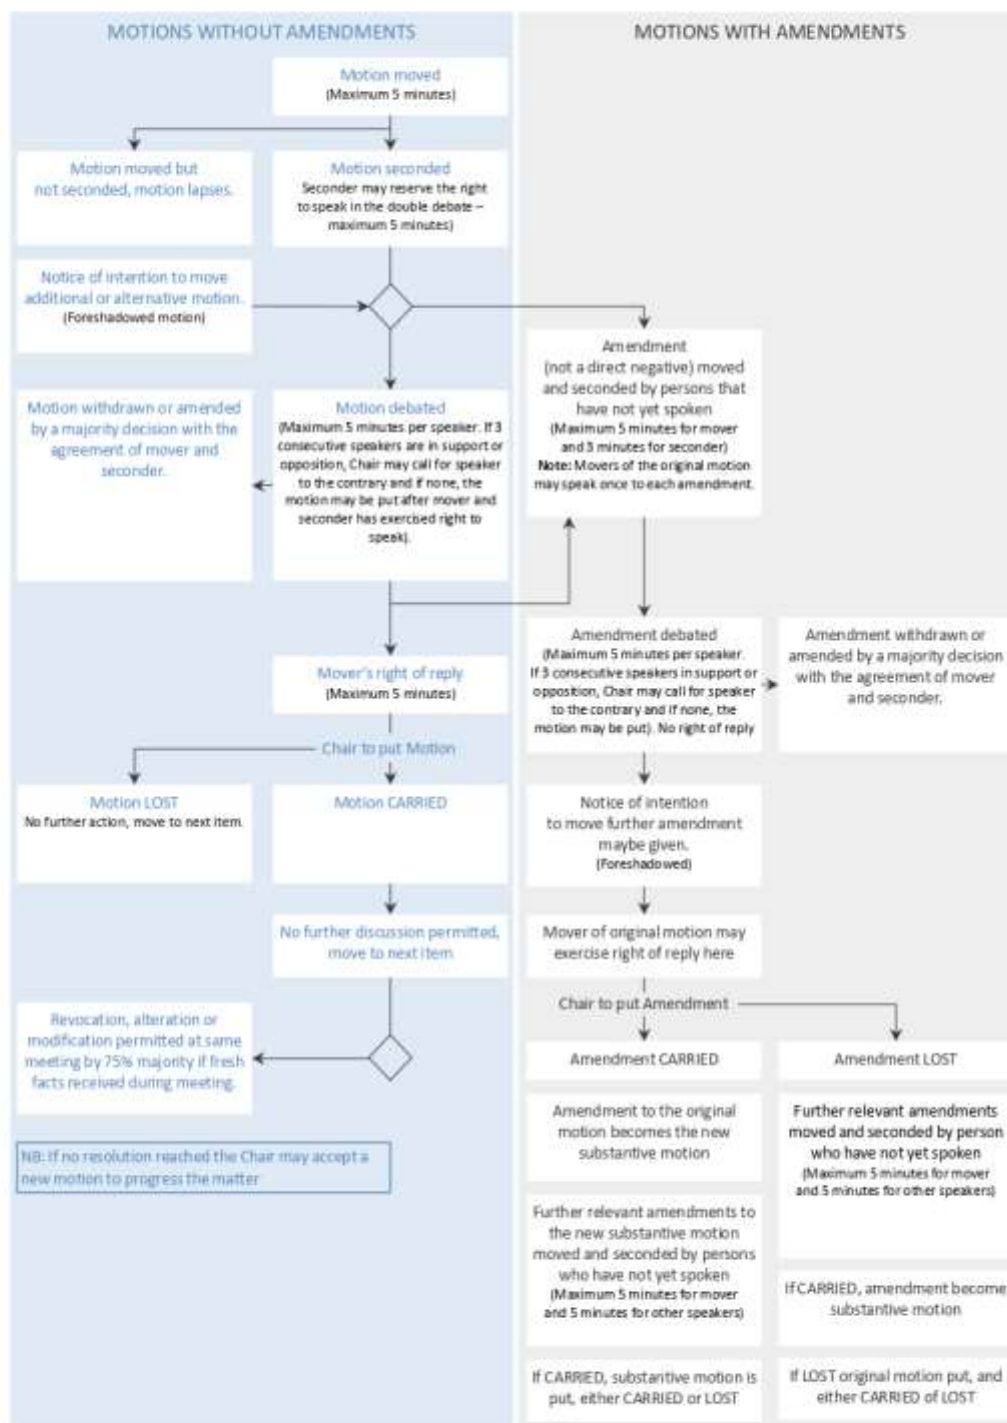 MOTIONS WITHOUT AMENDMENTS
Motion moved
(Maximum 5 minutes)
Motion moved but
not seconded, motion lapses.
Motion seconded
Seconder may reserve the right
to speak in the double debate –
maximum 5 minutes)
Notice of intention to move
additional or alternative motion.
(Foreshadowed motion)
Motion withdrawn or amended
by a majority decision with the
agreement of mover and
seconder.
Motion debated
(Maximum 5 minutes per speaker. If 3
consecutive speakers are in support or
opposition, Chair may call for speaker
to the contrary and if none, the
motion may be put after mover and
seconder has exercised right to
speak).
Mover's right of reply
(Maximum 5 minutes)
Chair to put Motion
Motion LOST
No further action, move to next item.
Motion CARRIED
No further discussion permitted,
move to next item
Revocation, alteration or
modification permitted at same
meeting by 75% majority if fresh
facts received during meeting.
NB: If no resolution reached the Chair may accept a
new motion to progress the matter
MOTIONS WITH AMENDMENTS
Amendment
(not a direct negative) moved
and seconded by persons that
have not yet spoken
(Maximum 5 minutes for mover
and 3 minutes for seconder)
Note: Movers of the original motion
may speak once to each amendment.
Amendment debated
(Maximum 5 minutes per speaker.
If 3 consecutive speakers in support or
opposition, Chair may call for speaker
to the contrary and if none, the
motion may be put). No right of reply
Amendment withdrawn or
amended by a majority decision
with the agreement of mover
and seconder.
Notice of intention
to move further amendment
maybe given.
(Foreshadowed)
Mover of original motion may
exercise right of reply here
Chair to put Amendment
Amendment CARRIED
Amendment to the original
motion becomes the new
substantive motion
Further relevant amendments to
the new substantive motion
moved and seconded by persons
who have not yet spoken
(Maximum 5 minutes for mover
and 5 minutes for other speakers)
If CARRIED, substantive motion is
put, either CARRIED or LOST
Amendment LOST
Further relevant amendments
moved and seconded by person
who have not yet spoken
(Maximum 5 minutes for mover
and 5 minutes for other speakers)
If CARRIED, amendment become
substantive motion
If LOST original motion put, and
either CARRIED of LOST